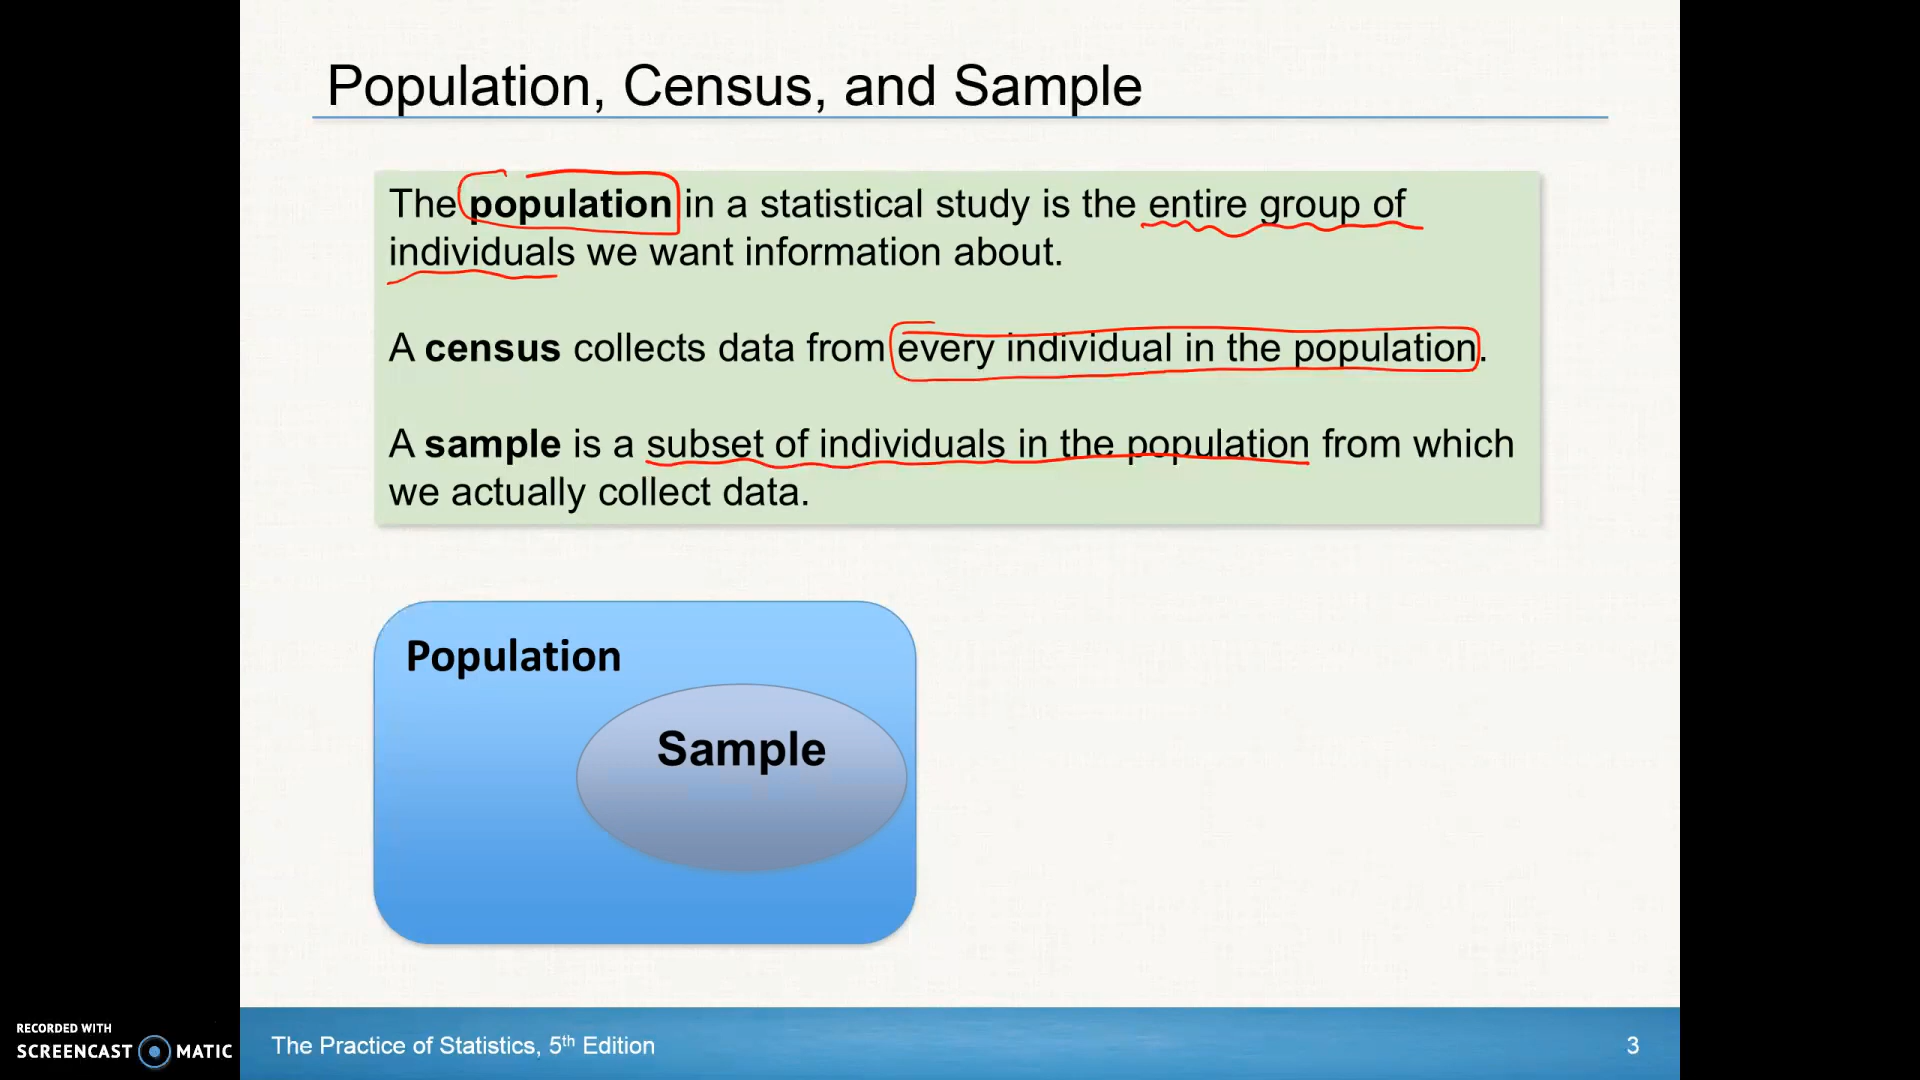 Population, Census, and Sample
The population in a statistical study is the entire group of
individuals we want information about.
A census collects data from every individual in the population.
A sample is a subset of individuals in the population from which
we actually collect data.
Population
Sample
RECORDED WITH
SCREENCAST MATIC
The Practice of Statistics, 5th Edition
3